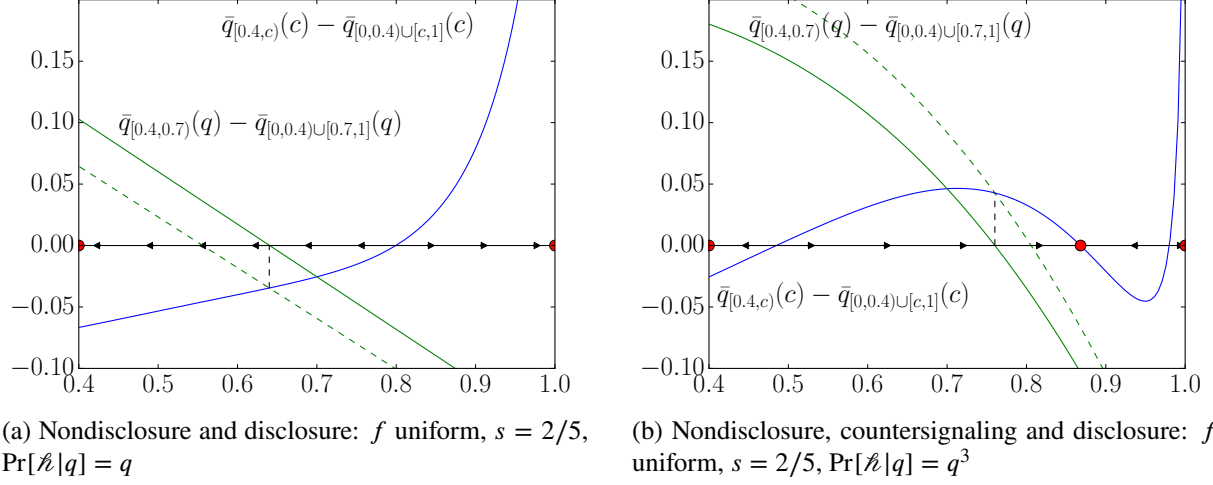 q̄_{[0.4,c)}(c) − q̄_{[0,0.4)∪[c,1]}(c)
0.15
0.10
q̄_{[0.4,0.7)}(q) − q̄_{[0,0.4)∪[0.7,1]}(q)
0.05
0.00
−0.05
−0.10
0.4 0.5 0.6 0.7 0.8 0.9 1.0
(a) Nondisclosure and disclosure: f uniform, s = 2/5,
Pr[ℎ|q] = q
q̄_{[0.4,0.7)}(q) − q̄_{[0,0.4)∪[0.7,1]}(q)
0.15
0.10
0.05
0.00
q̄_{[0.4,c)}(c) − q̄_{[0,0.4)∪[c,1]}(c)
−0.05
−0.10
0.4 0.5 0.6 0.7 0.8 0.9 1.0
(b) Nondisclosure, countersignaling and disclosure: f
uniform, s = 2/5, Pr[ℎ|q] = q³